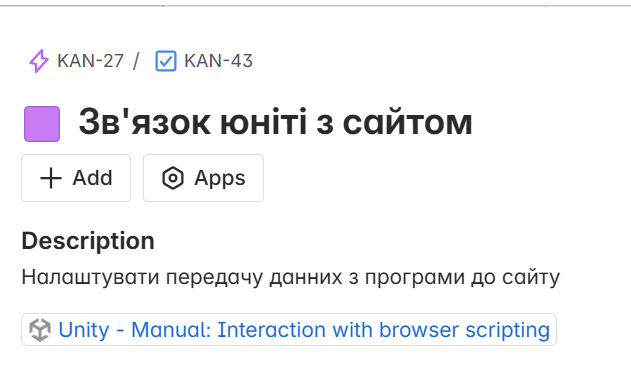 KAN-27 / KAN-43
Зв'язок юніті з сайтом
Add Apps
Description
Налаштувати передачу данних з програми до сайту
Unity - Manual: Interaction with browser scripting